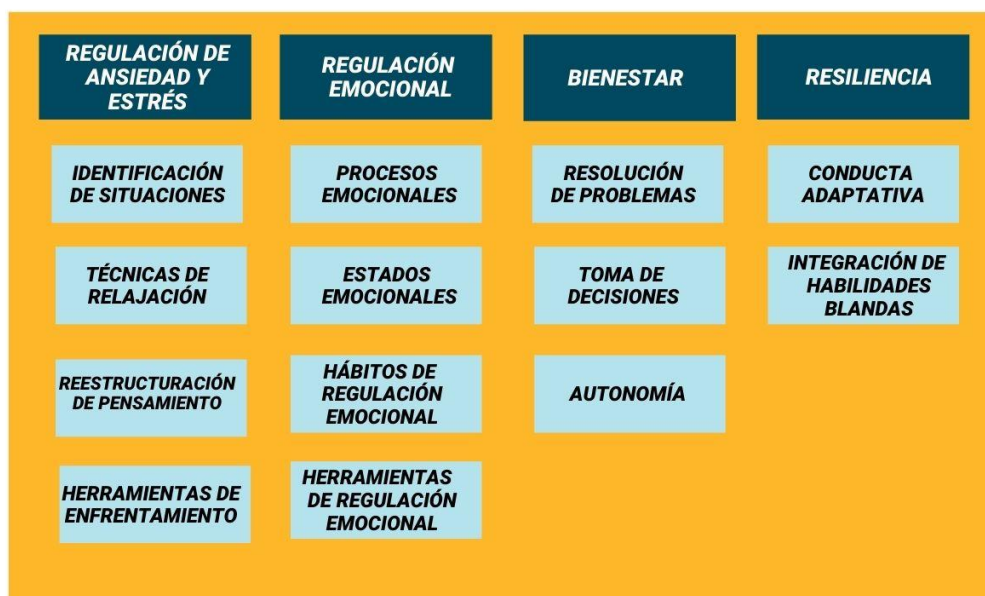 REGULACIÓN DE
ANSIEDAD Y
ESTRÉS
IDENTIFICACIÓN
DE SITUACIONES
TÉCNICAS DE
RELAJACIÓN
REESTRUCTURACIÓN
DE PENSAMIENTO
HERRAMIENTAS DE
ENFRENTAMIENTO
REGULACIÓN
EMOCIONAL
PROCESOS
EMOCIONALES
ESTADOS
EMOCIONALES
HÁBITOS DE
REGULACIÓN
EMOCIONAL
HERRAMIENTAS
DE REGULACIÓN
EMOCIONAL
BIENESTAR
RESOLUCIÓN
DE PROBLEMAS
TOMA DE
DECISIONES
AUTONOMÍA
RESILIENCIA
CONDUCTA
ADAPTATIVA
INTEGRACIÓN DE
HABILIDADES
BLANDAS